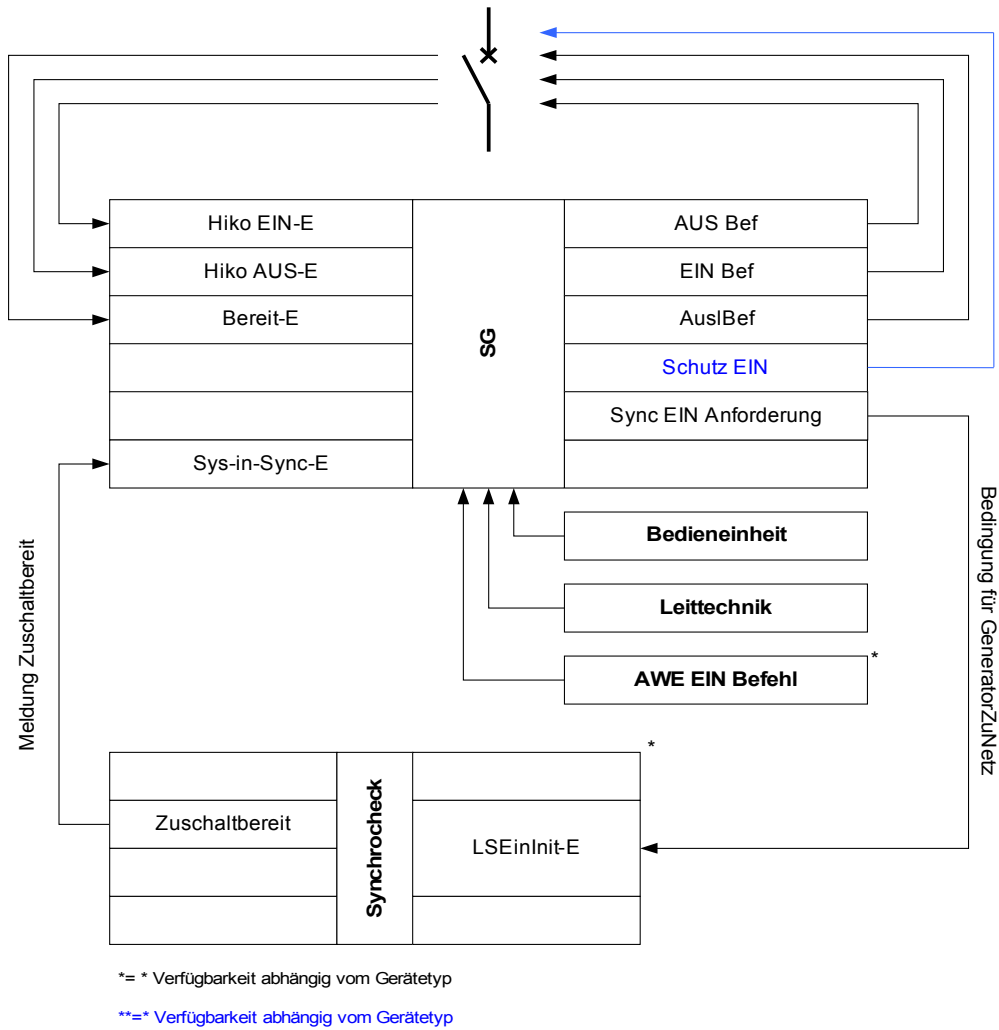 Hiko EIN-E
AUS Bef
Hiko AUS-E
EIN Bef
Bereit-E
AuslBef
SG
Schutz EIN
Sync EIN Anforderung
Sys-in-Sync-E
Bedieneinheit
Leittechnik
*
AWE EIN Befehl
Meldung Zuschaltbereit
Bedingung für GeneratorZuNetz
*
Zuschaltbereit
Synchrocheck
LSEinInit-E
*= * Verfügbarkeit abhängig vom Gerätetyp
**=* Verfügbarkeit abhängig vom Gerätetyp